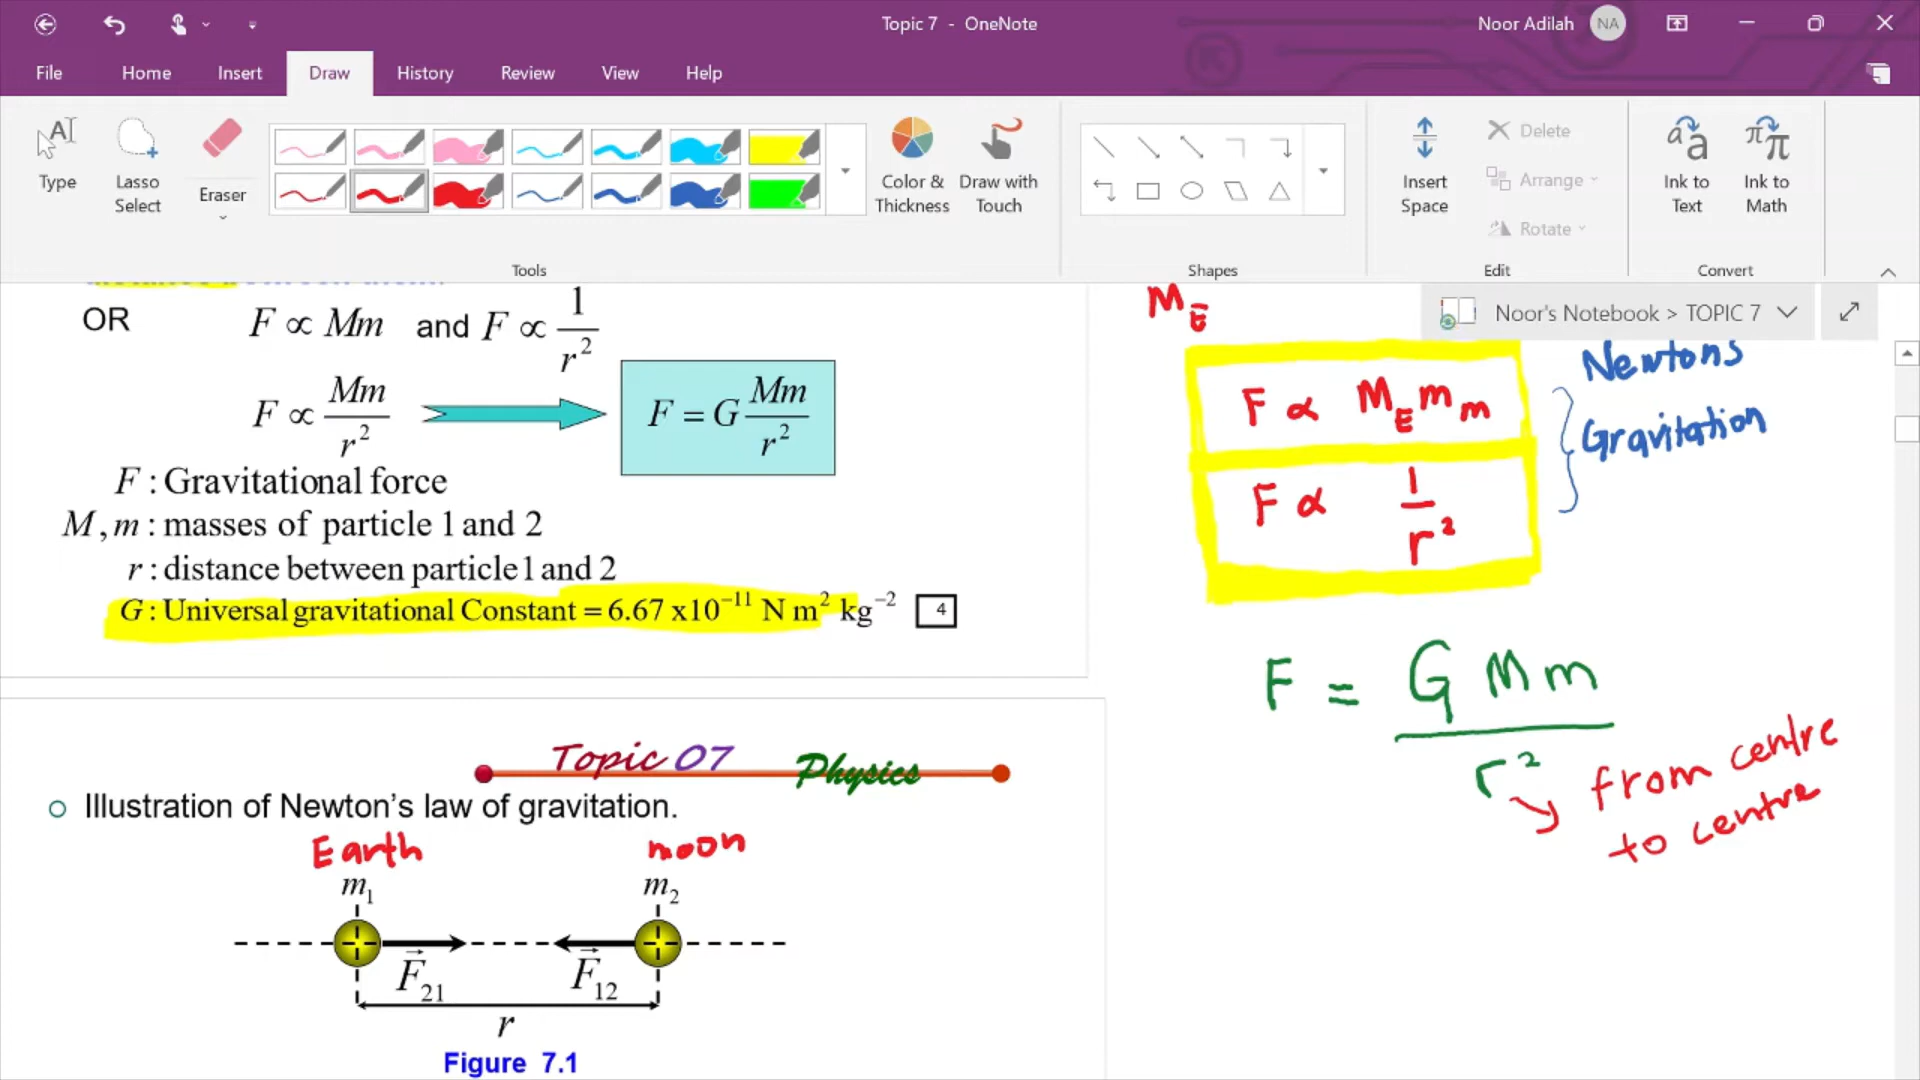 Topic 7 - OneNote
Noor Adilah
NA
File
Home
Insert
Draw
History
Review
View
Help
Type
Lasso
Select
Eraser
Color &
Thickness
Draw with
Touch
Insert
Space
Delete
Arrange
Rotate
Ink to
Text
Ink to
Math
Tools
Shapes
Edit
Convert
Noor's Notebook > TOPIC 7
OR F ∝ Mm and F ∝ 1/r²
F ∝ Mm/r²
F = G Mm/r²
F : Gravitational force
M, m : masses of particle 1 and 2
r : distance between particle 1 and 2
G : Universal gravitational Constant = 6.67 x10⁻¹¹ N m² kg⁻²
4
M_E
F ∝ M_E m_m
F ∝ 1/r²
Newtons
Gravitation
F = G M m / r²
from centre
to centre
Topic 07 Physics
Illustration of Newton's law of gravitation.
Earth
moon
m₁
m₂
F₂₁
F₁₂
r
Figure 7.1